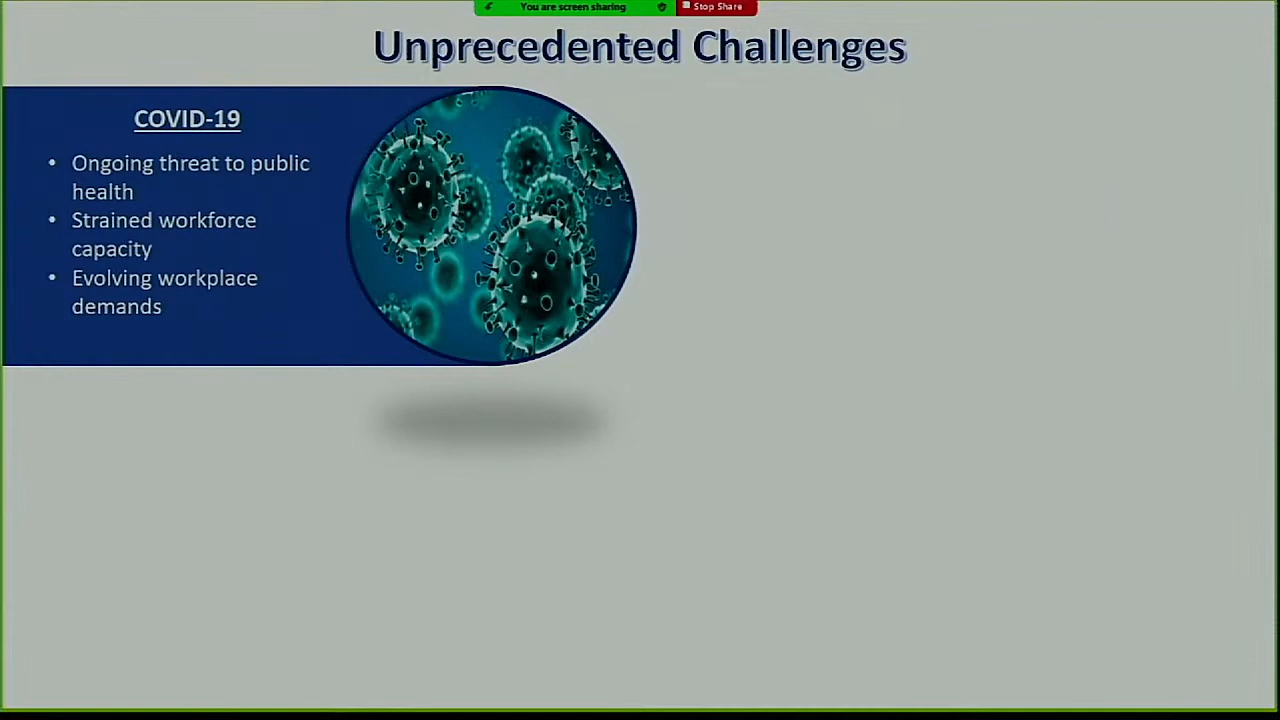 You are screen sharing
Stop Share
Unprecedented Challenges
COVID-19
• Ongoing threat to public
health
• Strained workforce
capacity
• Evolving workplace
demands